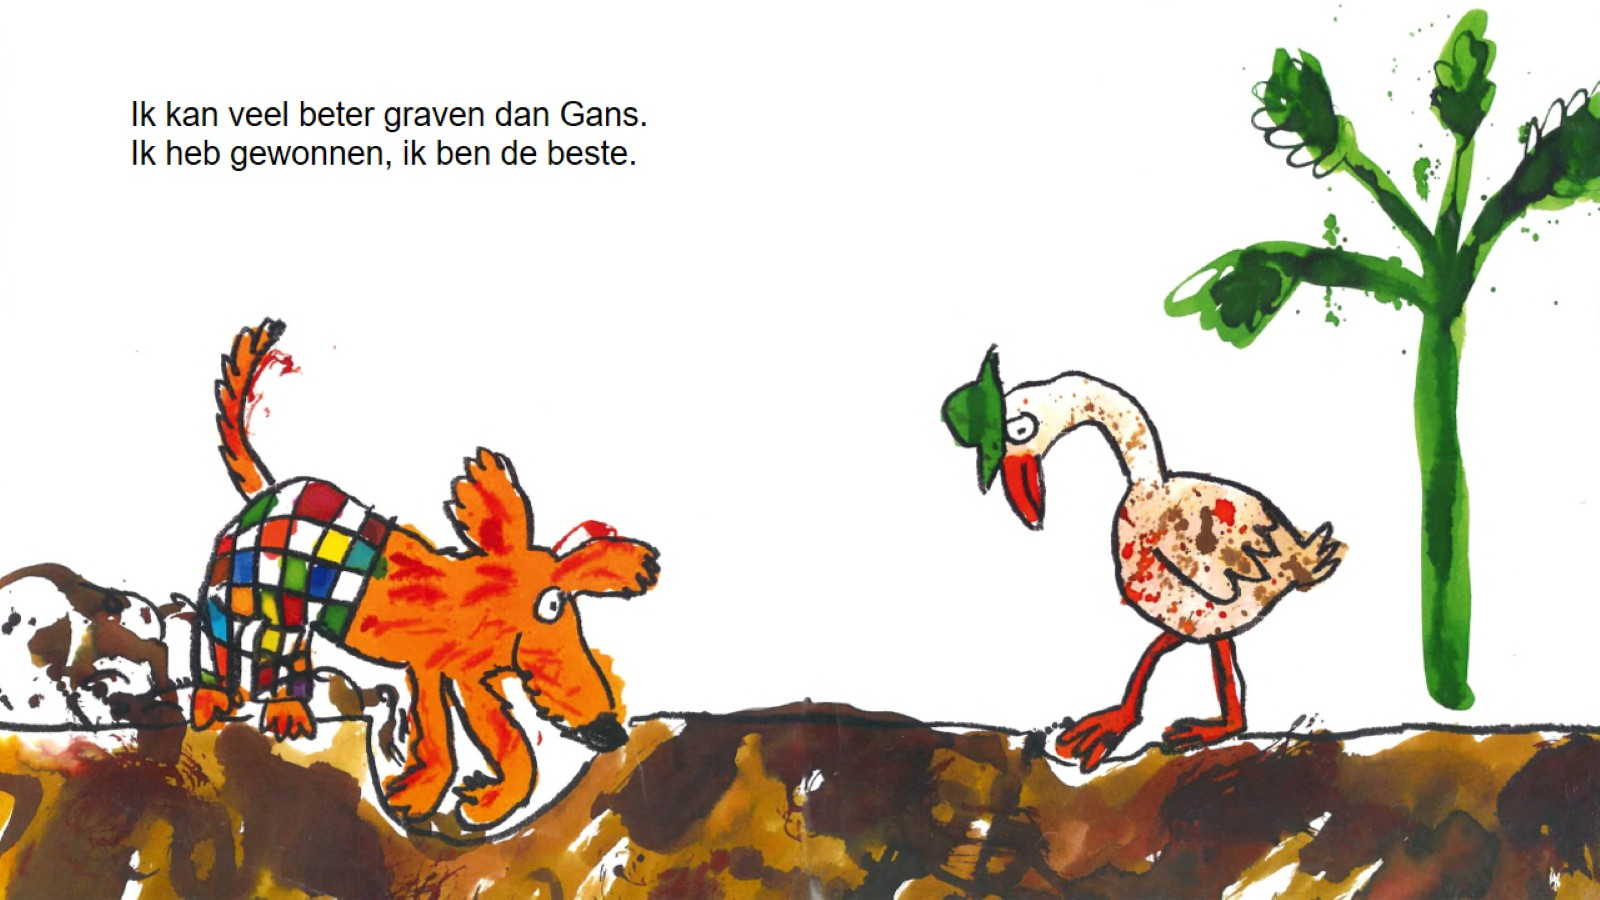 Ik kan veel beter graven dan Gans.
Ik heb gewonnen, ik ben de beste.